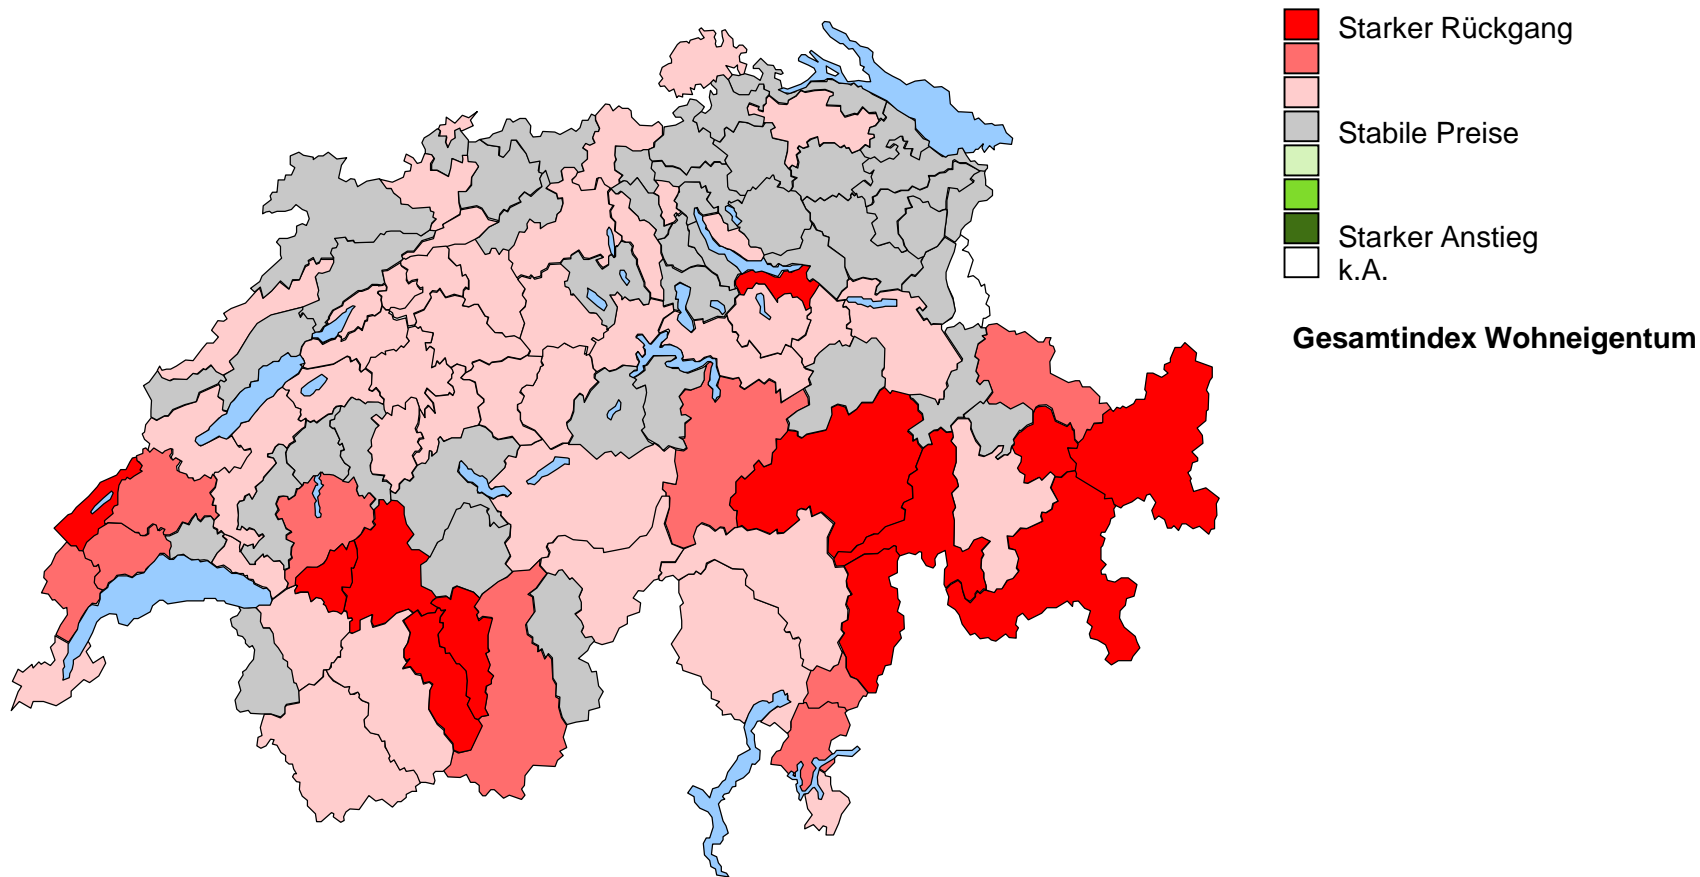 Starker Rückgang
Stabile Preise
Starker Anstieg
k.A.
Gesamtindex Wohneigentum